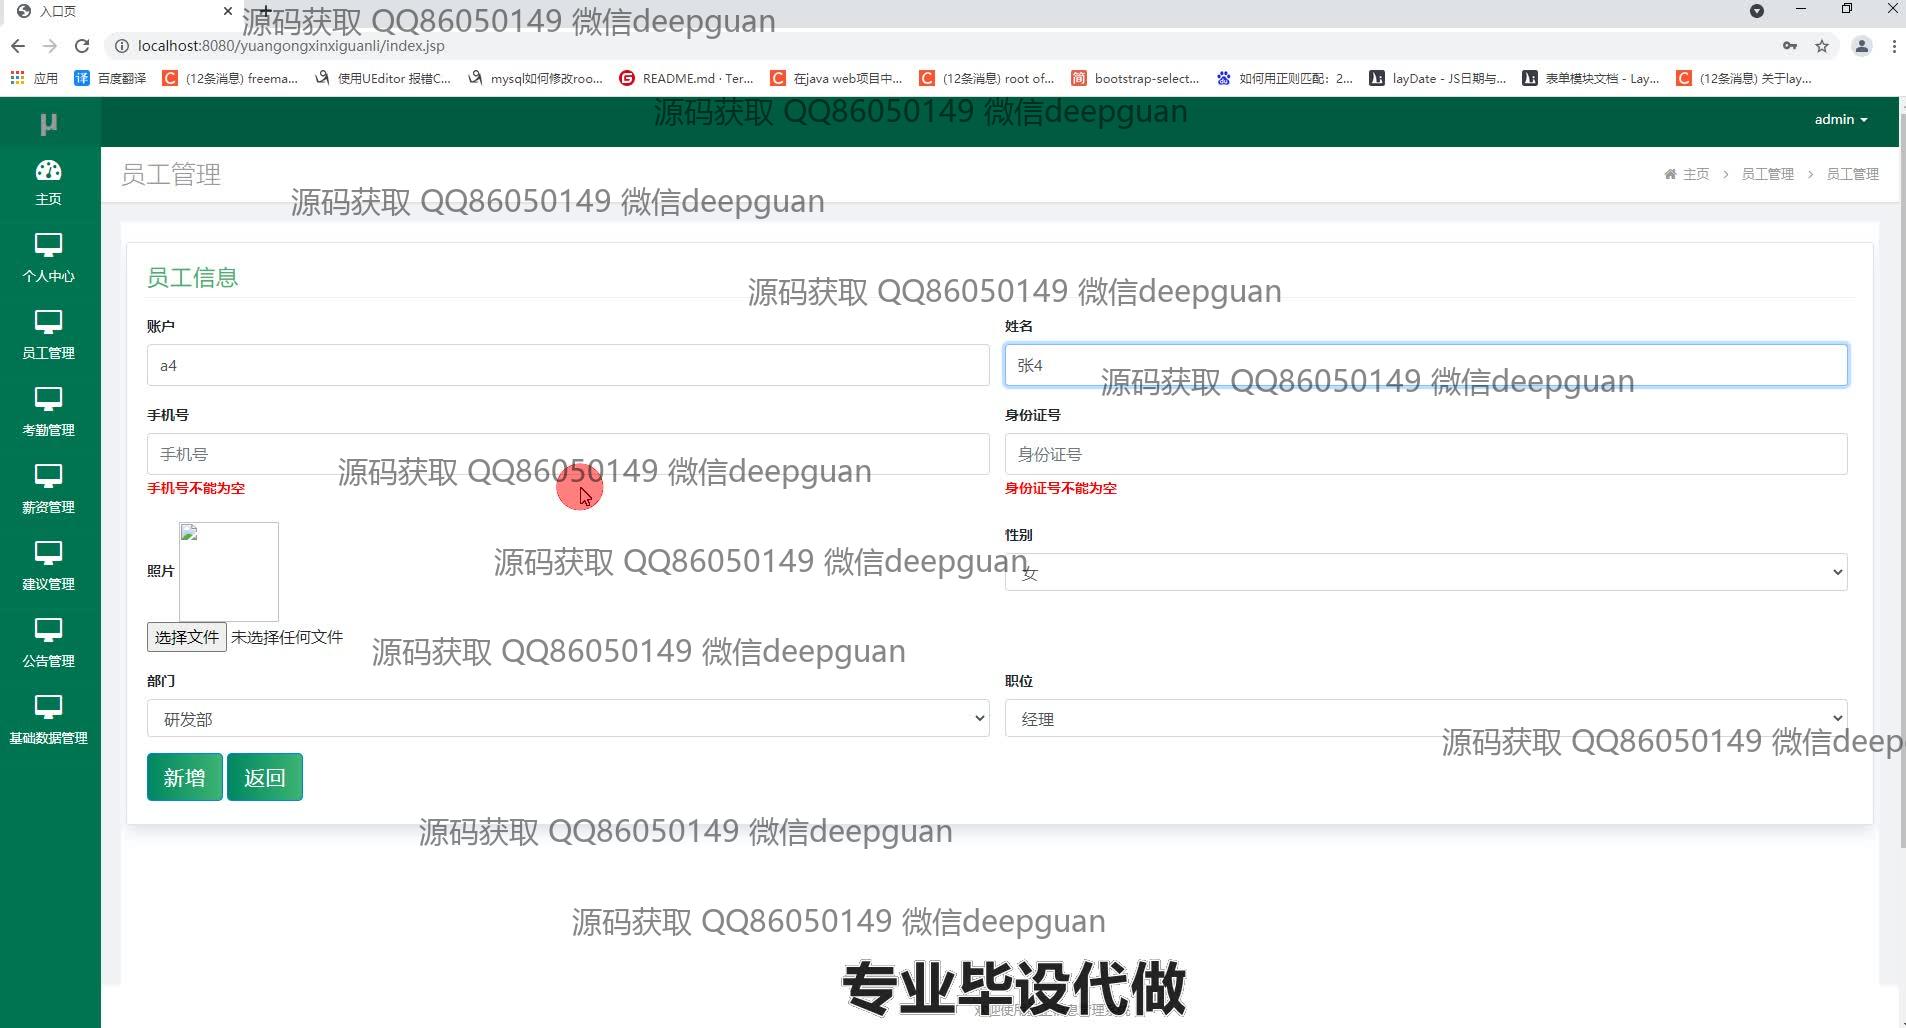 入口页
源码获取 QQ86050149 微信deepguan
localhost:8080/yuangongxinxiguanli/index.jsp
应用
百度翻译
(12条消息) freema...
使用UEditor 报错C...
mysql如何修改roo...
README.md · Ter...
在java web项目中...
(12条消息) root of...
bootstrap-select...
如何用正则匹配：2...
layDate - JS日期与...
表单模块文档 - Lay...
(12条消息) 关于lay...
源码获取 QQ86050149 微信deepguan
μ
admin
主页
个人中心
员工管理
考勤管理
薪资管理
建议管理
公告管理
基础数据管理
员工管理
主页 > 员工管理 > 员工管理
源码获取 QQ86050149 微信deepguan
员工信息
源码获取 QQ86050149 微信deepguan
账户
姓名
a4
张4
源码获取 QQ86050149 微信deepguan
手机号
身份证号
手机号
身份证号
源码获取 QQ86050149 微信deepguan
手机号不能为空
身份证号不能为空
性别
照片
源码获取 QQ86050149 微信deepguan
女
选择文件 未选择任何文件
源码获取 QQ86050149 微信deepguan
部门
职位
研发部
经理
源码获取 QQ86050149 微信deep
新增
返回
源码获取 QQ86050149 微信deepguan
源码获取 QQ86050149 微信deepguan
专业毕设代做